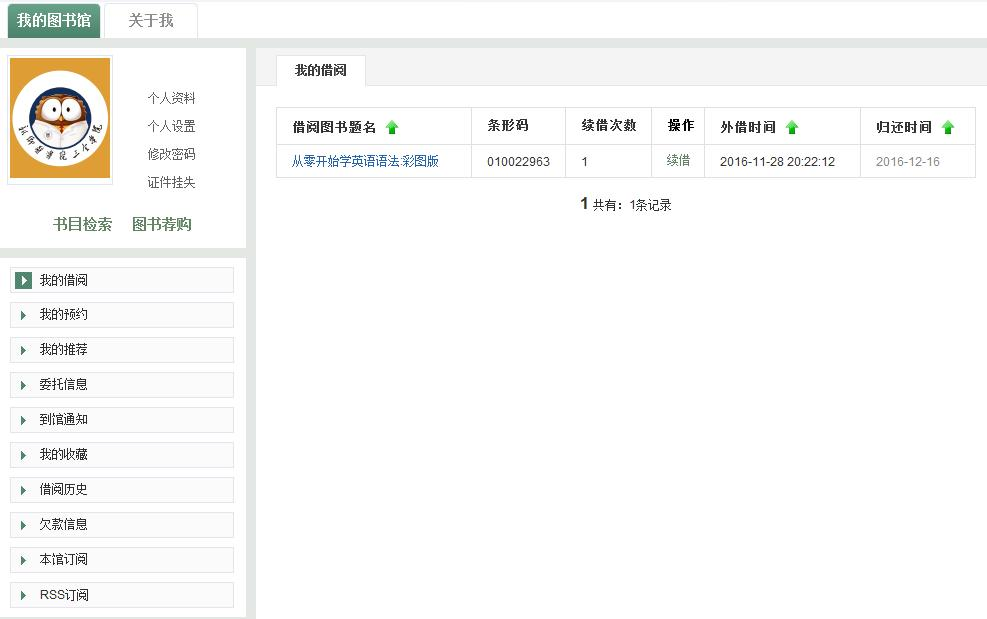 我的图书馆 关于我
个人资料
个人设置
修改密码
证件挂失
书目检索 图书荐购
我的借阅
我的预约
我的推荐
委托信息
到馆通知
我的收藏
借阅历史
欠款信息
本馆订阅
RSS订阅
我的借阅
借阅图书题名 条形码 续借次数 操作 外借时间 归还时间
从零开始学英语语法:彩图版 010022963 1 续借 2016-11-28 20:22:12 2016-12-16
1 共有：1条记录